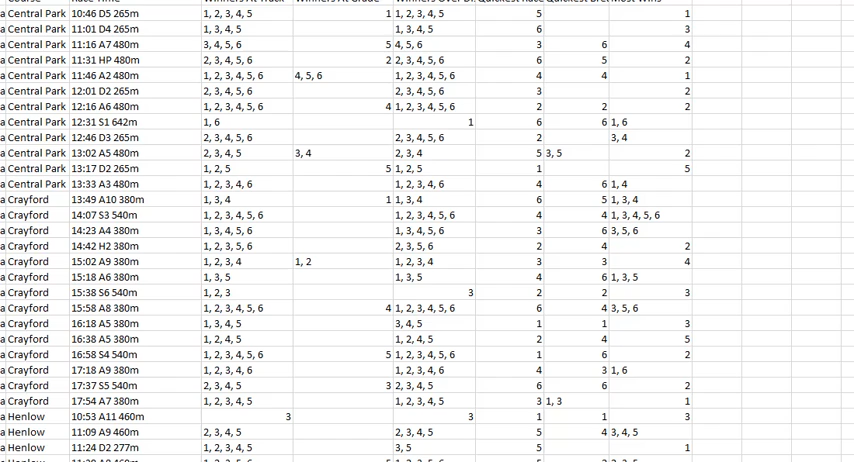 a Central Park 10:46 D5 265m 1, 2, 3, 4, 5 1 1, 2, 3, 4, 5 5 1
a Central Park 11:01 D4 265m 1, 3, 4, 5 1, 3, 4, 5 6 3
a Central Park 11:16 A7 480m 3, 4, 5, 6 5 4, 5, 6 3 6 4
a Central Park 11:31 HP 480m 2, 3, 4, 5, 6 2 2, 3, 4, 5, 6 6 5 2
a Central Park 11:46 A2 480m 1, 2, 3, 4, 5, 6 4, 5, 6 1, 2, 3, 4, 5, 6 4 4 1
a Central Park 12:01 D2 265m 2, 3, 4, 5, 6 2, 3, 4, 5, 6 3 2
a Central Park 12:16 A6 480m 1, 2, 3, 4, 5, 6 4 1, 2, 3, 4, 5, 6 2 2 2
a Central Park 12:31 S1 642m 1, 6 1 6 6 1, 6
a Central Park 12:46 D3 265m 2, 3, 4, 5, 6 2, 3, 4, 5, 6 2 3, 4
a Central Park 13:02 A5 480m 2, 3, 4, 5 3, 4 2, 3, 4 5 3, 5 2
a Central Park 13:17 D2 265m 1, 2, 5 5 1, 2, 5 1 5
a Central Park 13:33 A3 480m 1, 2, 3, 4, 6 1, 2, 3, 4, 6 4 6 1, 4
a Crayford 13:49 A10 380m 1, 3, 4 1 1, 3, 4 6 5 1, 3, 4
a Crayford 14:07 S3 540m 1, 2, 3, 4, 5, 6 1, 2, 3, 4, 5, 6 4 4 1, 3, 4, 5, 6
a Crayford 14:23 A4 380m 1, 3, 4, 5, 6 1, 3, 4, 5, 6 3 6 3, 5, 6
a Crayford 14:42 H2 380m 1, 2, 3, 5, 6 2, 3, 5, 6 2 4 2
a Crayford 15:02 A9 380m 1, 2, 3, 4 1, 2 1, 2, 3, 4 3 3 4
a Crayford 15:18 A6 380m 1, 3, 5 1, 3, 5 4 6 1, 3, 5
a Crayford 15:38 S6 540m 1, 2, 3 3 2 2 3
a Crayford 15:58 A8 380m 1, 2, 3, 4, 5, 6 4 1, 2, 3, 4, 5, 6 6 4 3, 5, 6
a Crayford 16:18 A5 380m 1, 3, 4, 5 3, 4, 5 1 1 3
a Crayford 16:38 A5 380m 1, 2, 4, 5 1, 2, 4, 5 2 4 5
a Crayford 16:58 S4 540m 1, 2, 3, 4, 5, 6 5 1, 2, 3, 4, 5, 6 1 6 2
a Crayford 17:18 A9 380m 1, 2, 3, 4, 6 1, 2, 3, 4, 6 4 3 1, 6
a Crayford 17:37 S5 540m 2, 3, 4, 5 3 2, 3, 4, 5 6 6 2
a Crayford 17:54 A7 380m 1, 2, 3, 4, 5 1, 2, 3, 4, 5 3 1, 3 1
a Henlow 10:53 A11 460m 3 3 1 1 3
a Henlow 11:09 A9 460m 2, 3, 4, 5 2, 3, 4, 5 5 4 3, 4, 5
a Henlow 11:24 D2 277m 1, 2, 3, 4, 5 3, 5 5 1